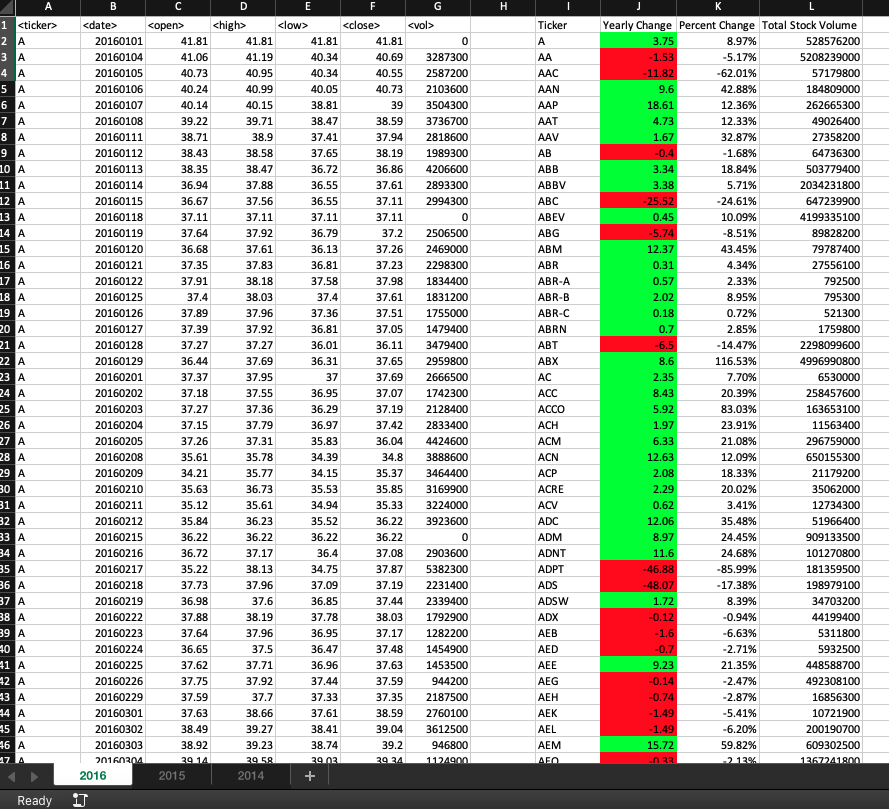 A B C D E F G H I J K L
1 <ticker> <date> <open> <high> <low> <close> <vol> Ticker Yearly Change Percent Change Total Stock Volume
2 A 20160101 41.81 41.81 41.81 41.81 0 A 3.75 8.97% 528576200
3 A 20160104 41.06 41.19 40.34 40.69 3287300 AA -1.53 -5.17% 5208239000
4 A 20160105 40.73 40.95 40.34 40.55 2587200 AAC -11.82 -62.01% 57179800
5 A 20160106 40.24 40.99 40.05 40.73 2103600 AAN 9.6 42.88% 184809000
6 A 20160107 40.14 40.15 38.81 39 3504300 AAP 18.61 12.36% 262665300
7 A 20160108 39.22 39.71 38.47 38.59 3736700 AAT 4.73 12.33% 49026400
8 A 20160111 38.71 38.9 37.41 37.94 2818600 AAV 1.67 32.87% 27358200
9 A 20160112 38.43 38.58 37.65 38.19 1989300 AB -0.4 -1.68% 64736300
10 A 20160113 38.35 38.47 36.72 36.86 4206600 ABB 3.34 18.84% 503779400
11 A 20160114 36.94 37.88 36.55 37.61 2893300 ABBV 3.38 5.71% 2034231800
12 A 20160115 36.67 37.56 36.55 37.11 2994300 ABC -25.52 -24.61% 647239900
13 A 20160118 37.11 37.11 37.11 37.11 0 ABEV 0.45 10.09% 4199335100
14 A 20160119 37.64 37.92 36.79 37.2 2506500 ABG -5.74 -8.51% 89828200
15 A 20160120 36.68 37.61 36.13 37.26 2469000 ABM 12.37 43.45% 79787400
16 A 20160121 37.35 37.83 36.81 37.23 2298300 ABR 0.31 4.34% 27556100
17 A 20160122 37.91 38.18 37.58 37.98 1834400 ABR-A 0.57 2.33% 792500
18 A 20160125 37.4 38.03 37.4 37.61 1831200 ABR-B 2.02 8.95% 795300
19 A 20160126 37.89 37.96 37.36 37.51 1755000 ABR-C 0.18 0.72% 521300
20 A 20160127 37.39 37.92 36.81 37.05 1479400 ABRN 0.7 2.85% 1759800
21 A 20160128 37.27 37.27 36.01 36.11 3479400 ABT -6.5 -14.47% 2298099600
22 A 20160129 36.44 37.69 36.31 37.65 2959800 ABX 8.6 116.53% 4996990800
23 A 20160201 37.37 37.95 37 37.69 2666500 AC 2.35 7.70% 6530000
24 A 20160202 37.18 37.55 36.95 37.07 1742300 ACC 8.43 20.39% 258457600
25 A 20160203 37.27 37.36 36.29 37.19 2128400 ACCO 5.92 83.03% 163653100
26 A 20160204 37.15 37.79 36.97 37.42 2833400 ACH 1.97 23.91% 11563400
27 A 20160205 37.26 37.31 35.83 36.04 4424600 ACM 6.33 21.08% 296759000
28 A 20160208 35.61 35.78 34.39 34.8 3888600 ACN 12.63 12.09% 650155300
29 A 20160209 34.21 35.77 34.15 35.37 3464400 ACP 2.08 18.33% 21179200
30 A 20160210 35.63 36.73 35.53 35.85 3169900 ACRE 2.29 20.02% 35062000
31 A 20160211 35.12 35.61 34.94 35.33 3224000 ACV 0.62 3.41% 12734300
32 A 20160212 35.84 36.23 35.52 36.22 3923600 ADC 12.06 35.48% 51966400
33 A 20160215 36.22 36.22 36.22 36.22 0 ADM 8.97 24.45% 909133500
34 A 20160216 36.72 37.17 36.4 37.08 2903600 ADNT 11.6 24.68% 101270800
35 A 20160217 35.22 38.13 34.75 37.87 5382300 ADPT -46.88 -85.99% 181359500
36 A 20160218 37.73 37.96 37.09 37.19 2231400 ADS -48.07 -17.38% 198979100
37 A 20160219 36.98 37.6 36.85 37.44 2339400 ADSW 1.72 8.39% 34703200
38 A 20160222 37.88 38.19 37.78 38.03 1792900 ADX -0.12 -0.94% 44199400
39 A 20160223 37.64 37.96 36.95 37.17 1282200 AEB -1.6 -6.63% 5311800
40 A 20160224 36.65 37.5 36.47 37.48 1454900 AED -0.7 -2.71% 5932500
41 A 20160225 37.62 37.71 36.96 37.63 1453500 AEE 9.23 21.35% 448588700
42 A 20160226 37.75 37.92 37.44 37.59 944200 AEG -0.14 -2.47% 492308100
43 A 20160229 37.59 37.7 37.33 37.35 2187500 AEH -0.74 -2.87% 16856300
44 A 20160301 37.63 38.66 37.61 38.59 2760100 AEK -1.49 -5.41% 10721900
45 A 20160302 38.49 39.27 38.41 39.04 3612500 AEL -1.49 -6.20% 200190700
46 A 20160303 38.92 39.23 38.74 39.2 946800 AEM 15.72 59.82% 609302500
47 A 20160304 39.14 39.58 39.03 39.34 1124900 AEO -0.33 -2.13% 1367241800
2016 2015 2014 +
Ready